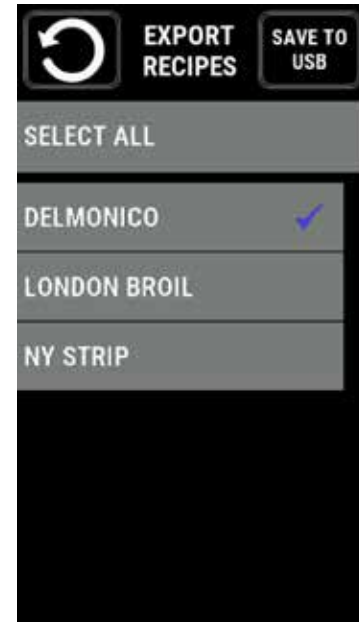 EXPORT
RECIPES
SAVE TO
USB
SELECT ALL
DELMONICO
LONDON BROIL
NY STRIP